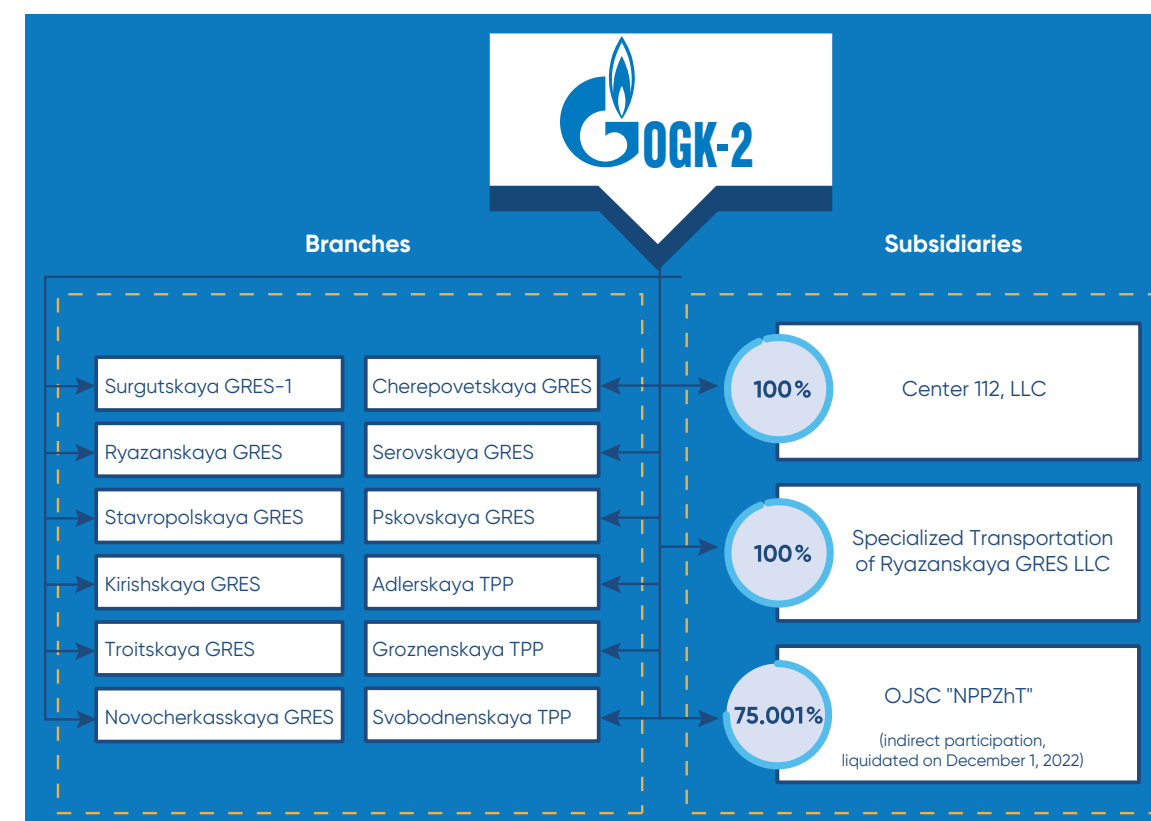 OGK-2
Branches
Subsidiaries
Surgutskaya GRES-1
Ryazanskaya GRES
Stavropolskaya GRES
Kirishskaya GRES
Troitskaya GRES
Novocherkasskaya GRES
Cherepovetskaya GRES
Serovskaya GRES
Pskovskaya GRES
Adlerskaya TPP
Groznenskaya TPP
Svobodnenskaya TPP
100%
Center 112, LLC
100%
Specialized Transportation
of Ryazanskaya GRES LLC
75.001%
OJSC "NPPZhT"
(indirect participation,
liquidated on December 1, 2022)